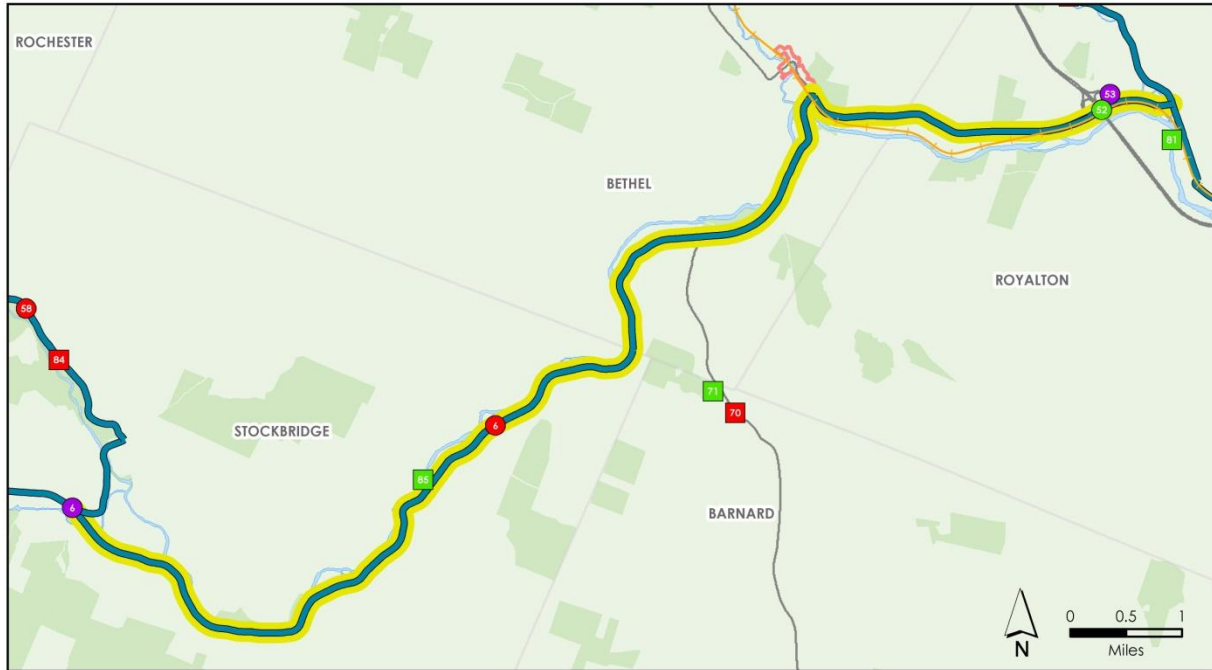 ROCHESTER
53
52
81
BETHEL
ROYALTON
58
84
71
70
6
STOCKBRIDGE
85
6
BARNARD
N
0 0.5 1
Miles